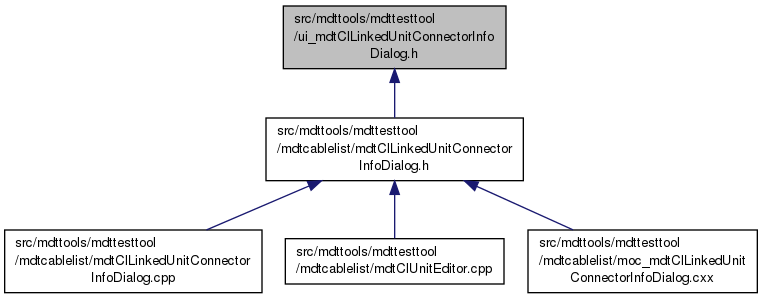 src/mdttools/mdttesttool
/ui_mdtClLinkedUnitConnectorInfo
Dialog.h
src/mdttools/mdttesttool
/mdtcablelist/mdtClLinkedUnitConnector
InfoDialog.h
src/mdttools/mdttesttool
/mdtcablelist/mdtClLinkedUnitConnector
InfoDialog.cpp
src/mdttools/mdttesttool
/mdtcablelist/mdtClUnitEditor.cpp
src/mdttools/mdttesttool
/mdtcablelist/moc_mdtClLinkedUnit
ConnectorInfoDialog.cxx